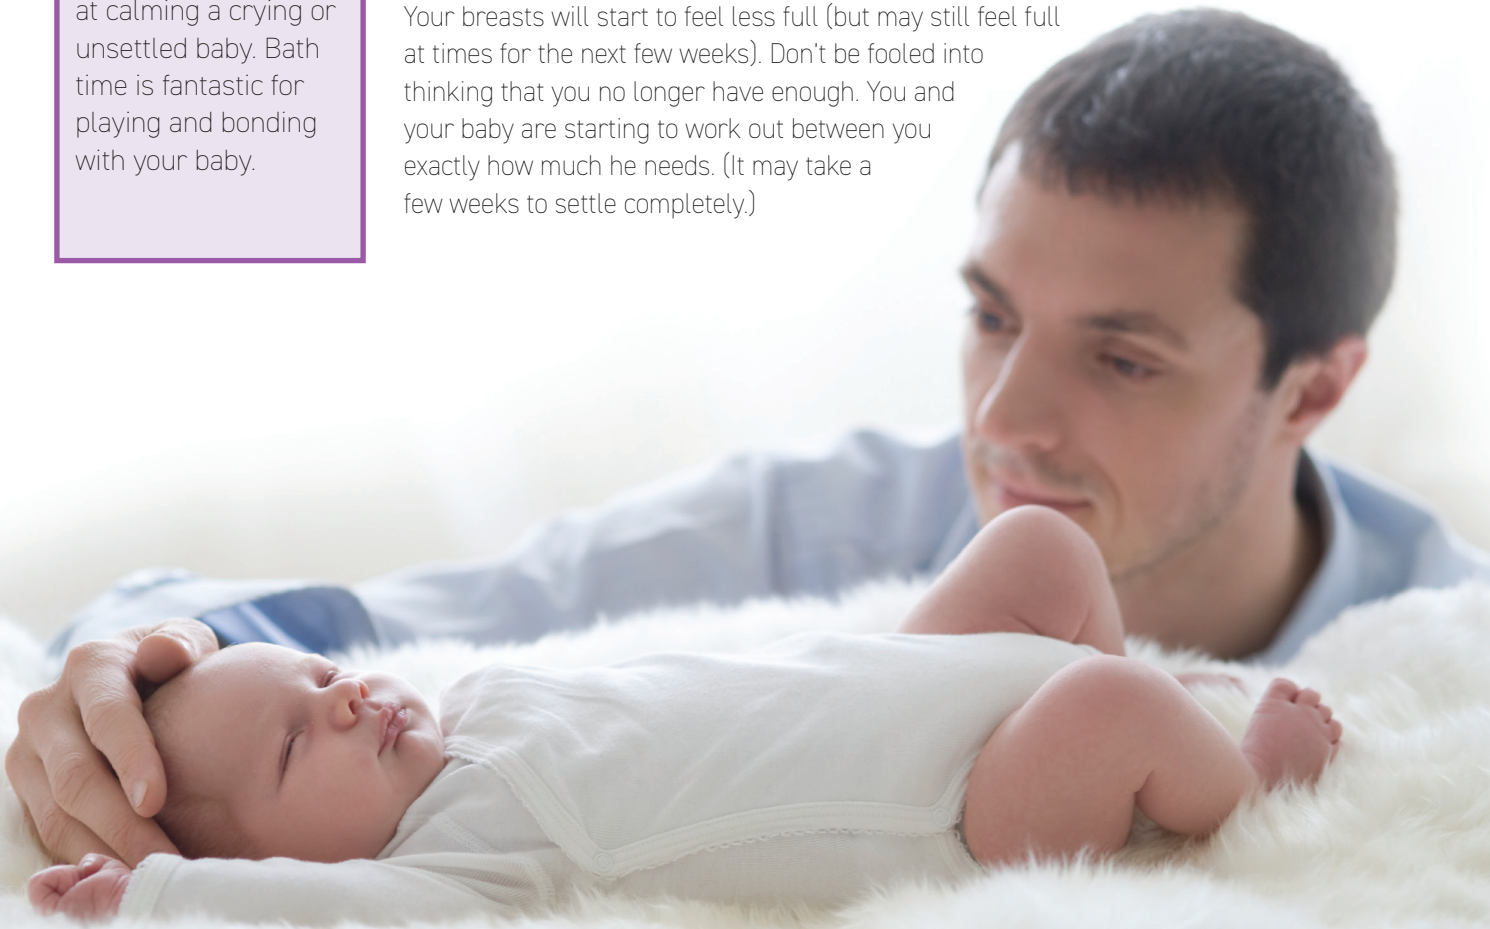 at calming a crying or
unsettled baby. Bath
time is fantastic for
playing and bonding
with your baby.
Your breasts will start to feel less full (but may still feel full
at times for the next few weeks). Don't be fooled into
thinking that you no longer have enough. You and
your baby are starting to work out between you
exactly how much he needs. (It may take a
few weeks to settle completely.)